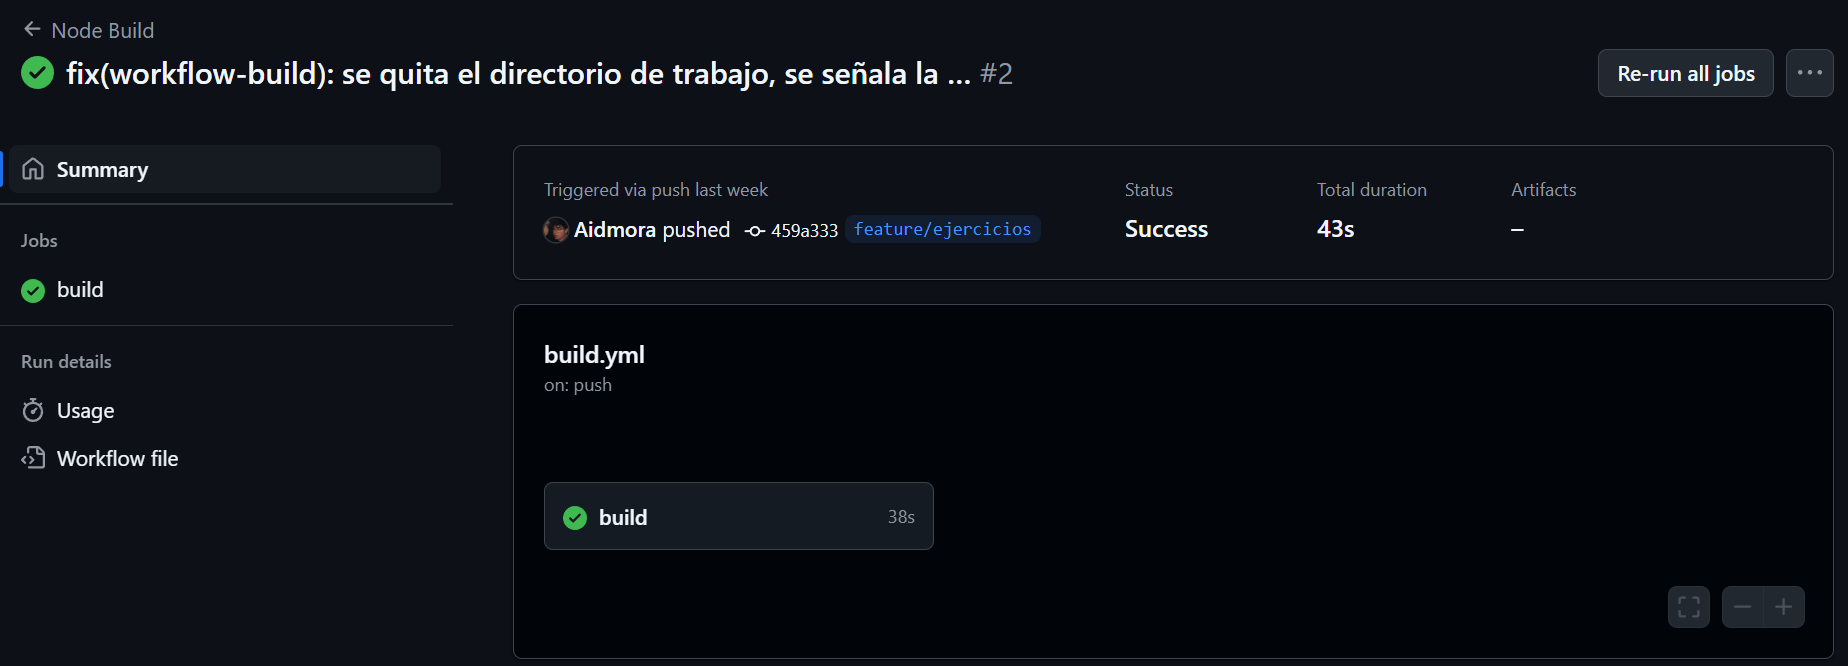 Node Build
fix(workflow-build): se quita el directorio de trabajo, se señala la ... #2
Re-run all jobs
Summary
Jobs
build
Run details
Usage
Workflow file
Triggered via push last week
Aidmora pushed 459a333 feature/ejercicios
Status
Success
Total duration
43s
Artifacts
–
build.yml
on: push
build 38s